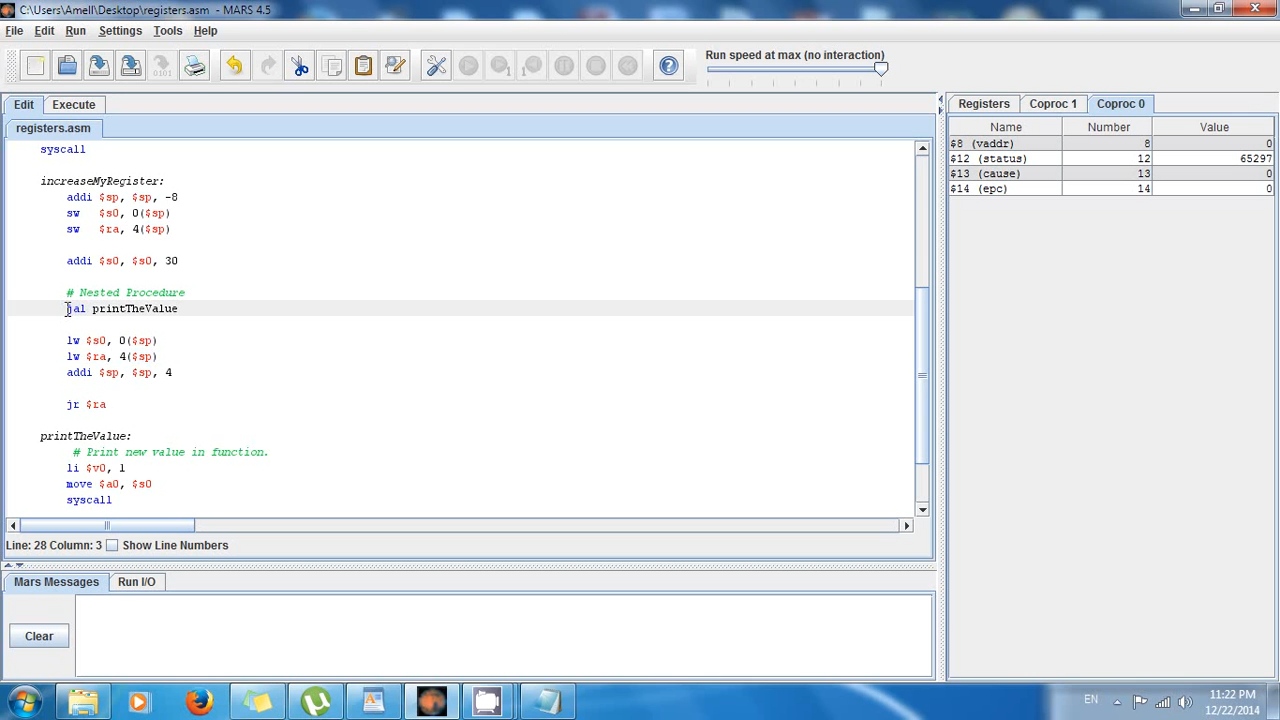 C:\Users\Amell\Desktop\registers.asm - MARS 4.5
File Edit Run Settings Tools Help
Run speed at max (no interaction)
Edit Execute
registers.asm
syscall
increaseMyRegister:
addi $sp, $sp, -8
sw $s0, 0($sp)
sw $ra, 4($sp)
addi $s0, $s0, 30
# Nested Procedure
jal printTheValue
lw $s0, 0($sp)
lw $ra, 4($sp)
addi $sp, $sp, 4
jr $ra
printTheValue:
# Print new value in function.
li $v0, 1
move $a0, $s0
syscall
Line: 28 Column: 3 Show Line Numbers
Mars Messages Run I/O
Clear
Registers Coproc 1 Coproc 0
Name Number Value
$8 (vaddr) 8 0
$12 (status) 12 65297
$13 (cause) 13 0
$14 (epc) 14 0
EN
11:22 PM
12/22/2014